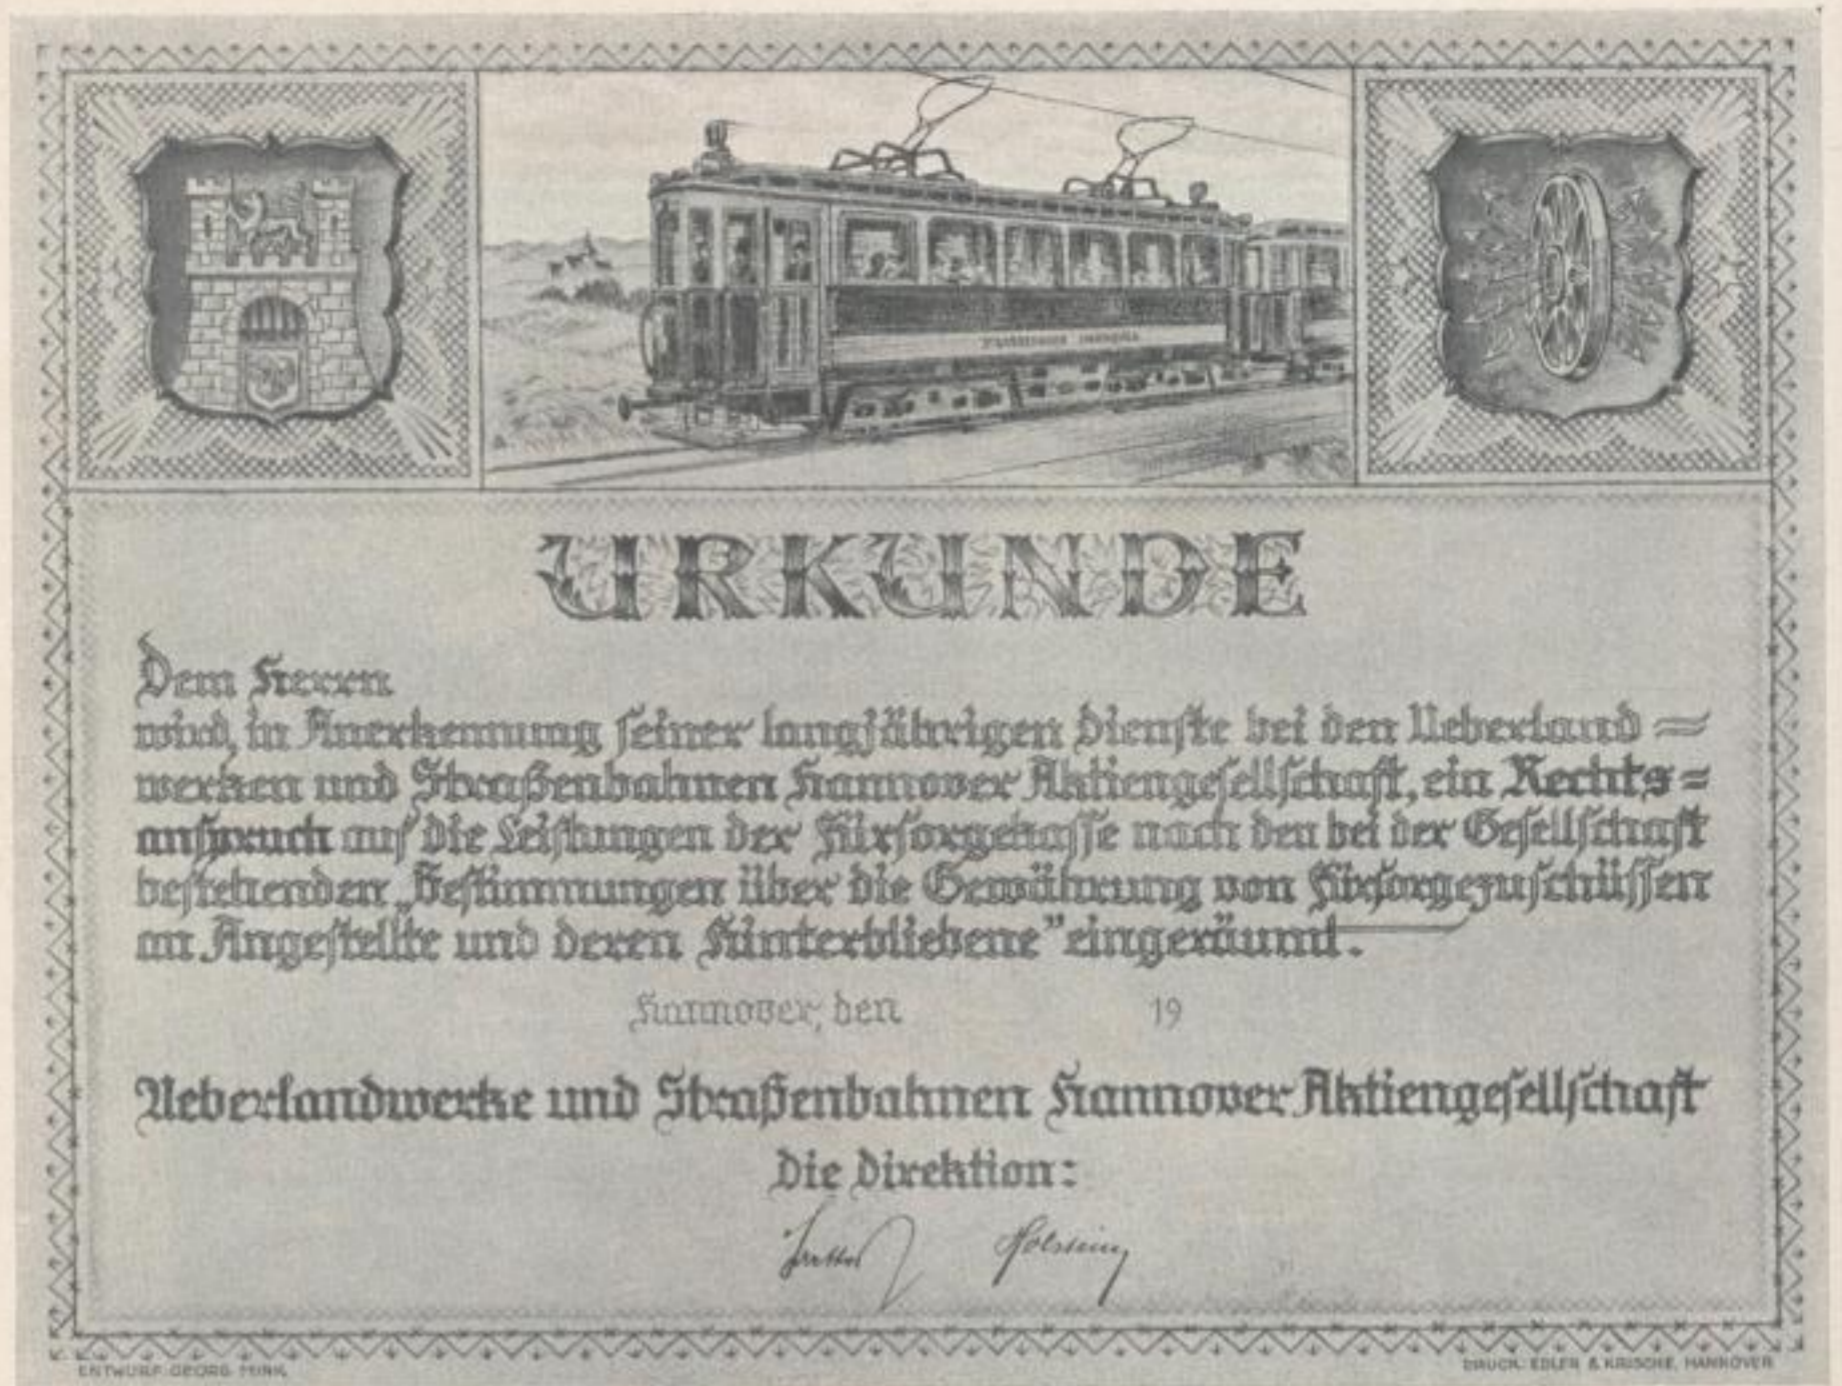 STRASSENBAHN HANNOVER
URKUNDE
Dem Herrn
wird, in Anerkennung seiner langjährigen Dienste bei den Ueberland=
werken und Straßenbahnen Hannover Aktiengesellschaft, ein Rechts=
anspruch auf die Leistungen der Fürsorgekasse nach den bei der Gesellschaft
bestehenden „Bestimmungen über die Gewährung von Fürsorgezuschüssen
an Angestellte und deren Hinterbliebene" eingeräumt.
Hannover, den 19
Ueberlandwerke und Straßenbahnen Hannover Aktiengesellschaft
Die Direktion:
Holstein
ENTWURF: GEORG MINK
DRUCK: EDLER & KRISCHE, HANNOVER